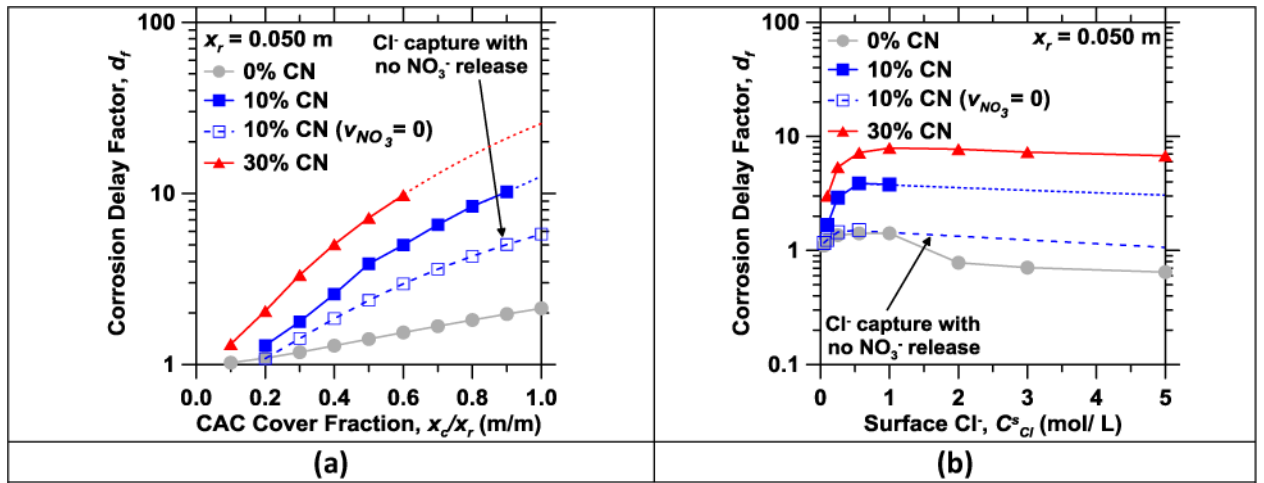 100
10
1
Corrosion Delay Factor, d_f
x_r = 0.050 m
0% CN
10% CN
10% CN (v_NO3 = 0)
30% CN
Cl⁻ capture with
no NO₃⁻ release
0.0 0.2 0.4 0.6 0.8 1.0
CAC Cover Fraction, x_c/x_r (m/m)
(a)
100
10
1
0.1
Corrosion Delay Factor, d_f
0% CN
x_r = 0.050 m
10% CN
10% CN (v_NO3 = 0)
30% CN
Cl⁻ capture with
no NO₃⁻ release
0 1 2 3 4 5
Surface Cl⁻, C^s_Cl (mol/ L)
(b)